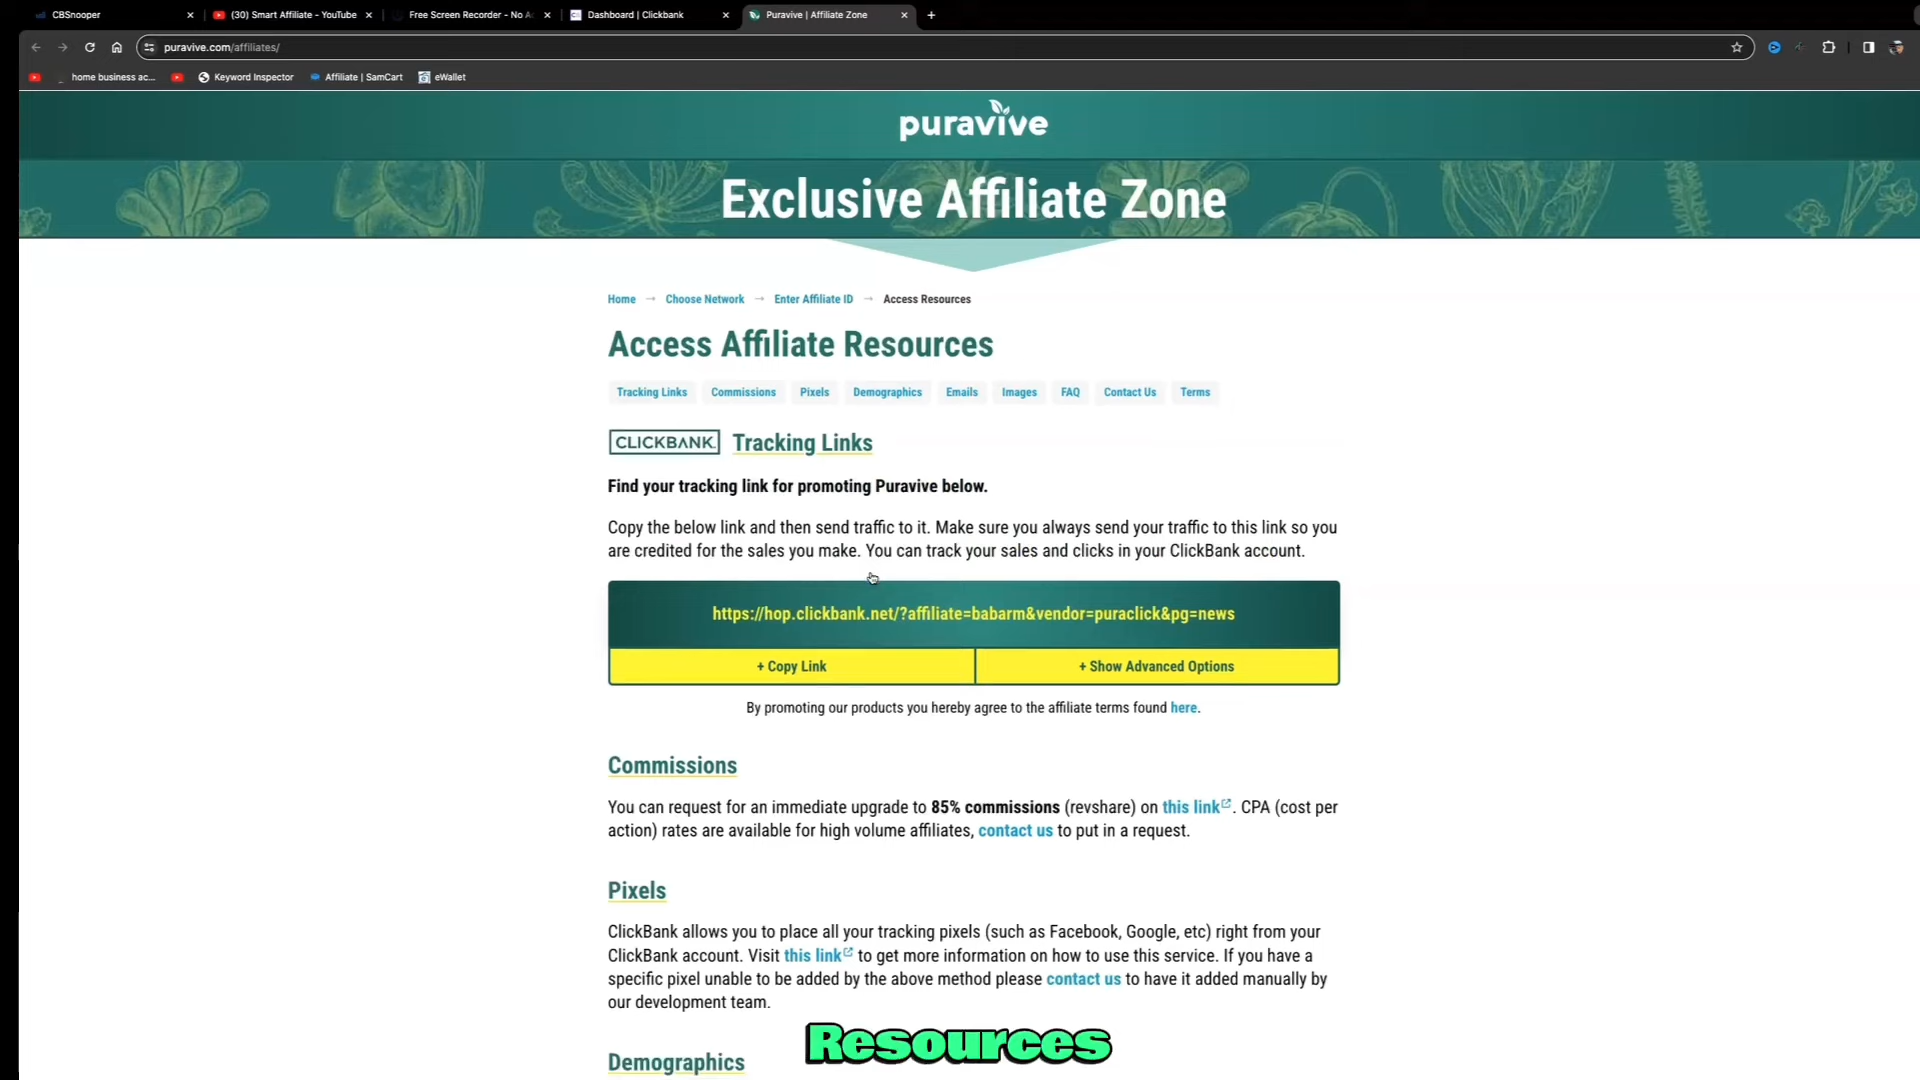 CBSnooper
(30) Smart Affiliate - YouTube
Free Screen Recorder - No A
Dashboard | Clickbank
Puravive | Affiliate Zone
puravive.com/affiliates/
home business ac...
Keyword Inspector
Affiliate | SamCart
eWallet
puravive
Exclusive Affiliate Zone
Home → Choose Network → Enter Affiliate ID → Access Resources
Access Affiliate Resources
Tracking Links Commissions Pixels Demographics Emails Images FAQ Contact Us Terms
CLICKBANK. Tracking Links
Find your tracking link for promoting Puravive below.
Copy the below link and then send traffic to it. Make sure you always send your traffic to this link so you
are credited for the sales you make. You can track your sales and clicks in your ClickBank account.
https://hop.clickbank.net/?affiliate=babarm&vendor=puraclick&pg=news
+ Copy Link
+ Show Advanced Options
By promoting our products you hereby agree to the affiliate terms found here.
Commissions
You can request for an immediate upgrade to 85% commissions (revshare) on this link. CPA (cost per
action) rates are available for high volume affiliates, contact us to put in a request.
Pixels
ClickBank allows you to place all your tracking pixels (such as Facebook, Google, etc) right from your
ClickBank account. Visit this link to get more information on how to use this service. If you have a
specific pixel unable to be added by the above method please contact us to have it added manually by
our development team.
Resources
Demographics